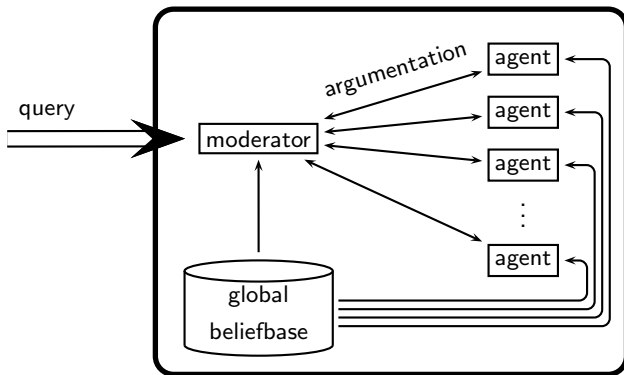 query
argumentation
moderator
agent
agent
agent
⋮
agent
global
beliefbase